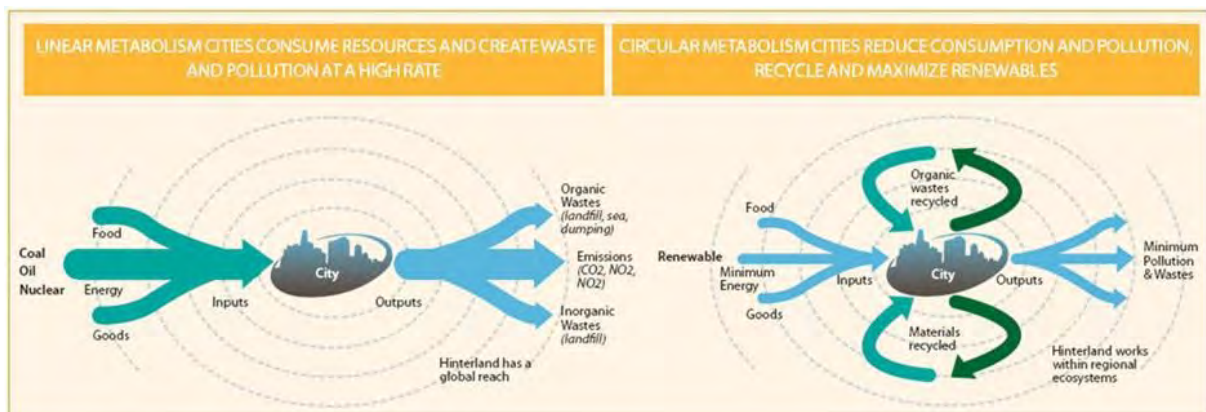 LINEAR METABOLISM CITIES CONSUME RESOURCES AND CREATE WASTE
AND POLLUTION AT A HIGH RATE
Food
Coal
Oil
Nuclear
Energy
Goods
Inputs
City
Outputs
Organic
Wastes
(landfill, sea,
dumping)
Emissions
(CO2, NO2,
NO2)
Inorganic
Wastes
(landfill)
Hinterland has a
global reach
CIRCULAR METABOLISM CITIES REDUCE CONSUMPTION AND POLLUTION,
RECYCLE AND MAXIMIZE RENEWABLES
Food
Renewable
Minimum
Energy
Goods
Inputs
Organic
wastes
recycled
City
Materials
recycled
Outputs
Minimum
Pollution
& Wastes
Hinterland works
within regional
ecosystems